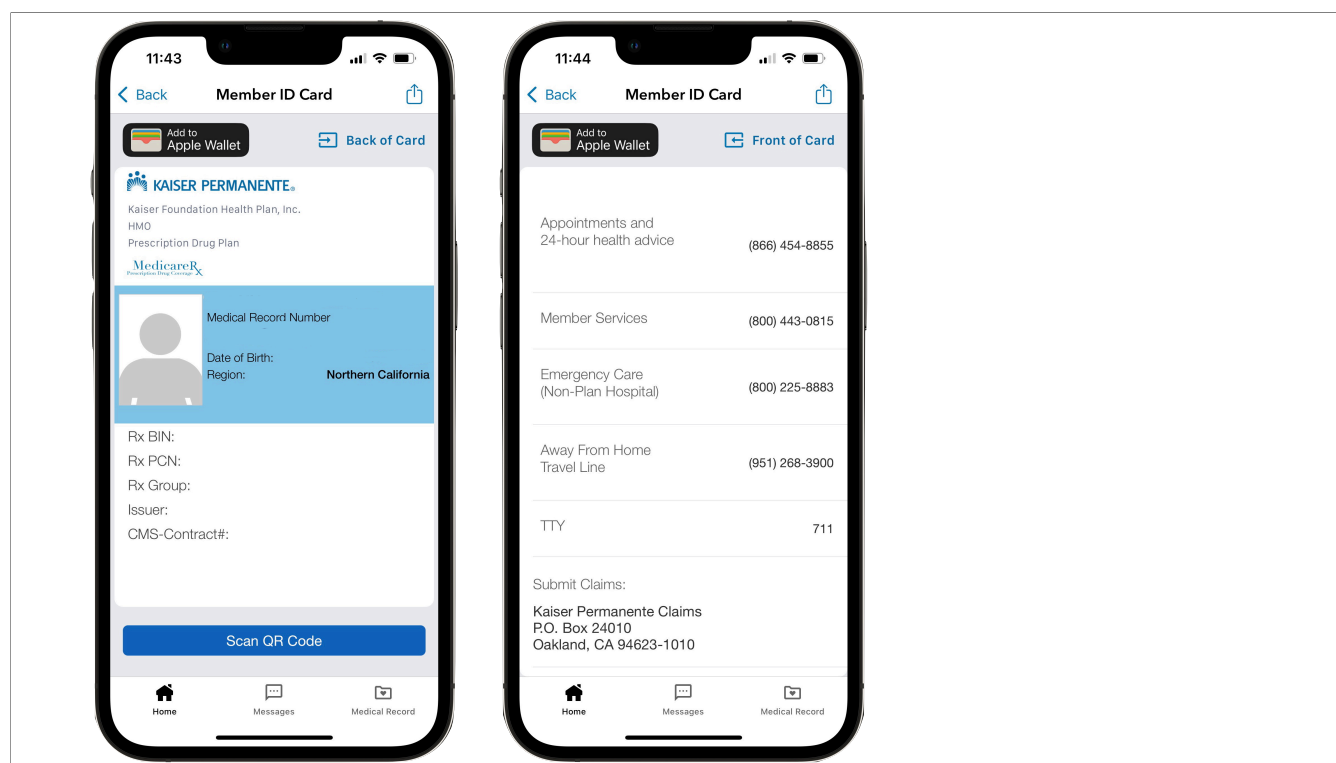 11:43
Back
Member ID Card
Add to
Apple Wallet
Back of Card
KAISER PERMANENTE®
Kaiser Foundation Health Plan, Inc.
HMO
Prescription Drug Plan
MedicareRx
Prescription Drug Coverage
Medical Record Number
Date of Birth:
Region: Northern California
Rx BIN:
Rx PCN:
Rx Group:
Issuer:
CMS-Contract#:
Scan QR Code
Home
Messages
Medical Record
11:44
Back
Member ID Card
Add to
Apple Wallet
Front of Card
Appointments and
24-hour health advice
(866) 454-8855
Member Services
(800) 443-0815
Emergency Care
(Non-Plan Hospital)
(800) 225-8883
Away From Home
Travel Line
(951) 268-3900
TTY
711
Submit Claims:
Kaiser Permanente Claims
P.O. Box 24010
Oakland, CA 94623-1010
Home
Messages
Medical Record